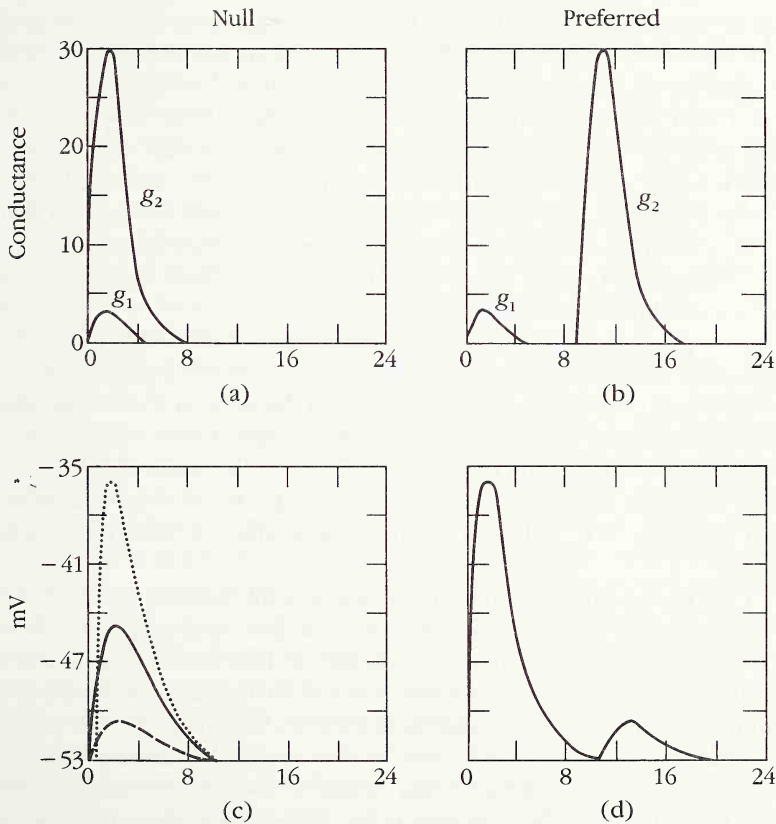 Null
Preferred
Conductance
30
20
10
0
g₂
g₁
0 8 16 24
(a)
g₂
g₁
0 8 16 24
(b)
mV
−35
−41
−47
−53
0 8 16 24
(c)
0 8 16 24
(d)